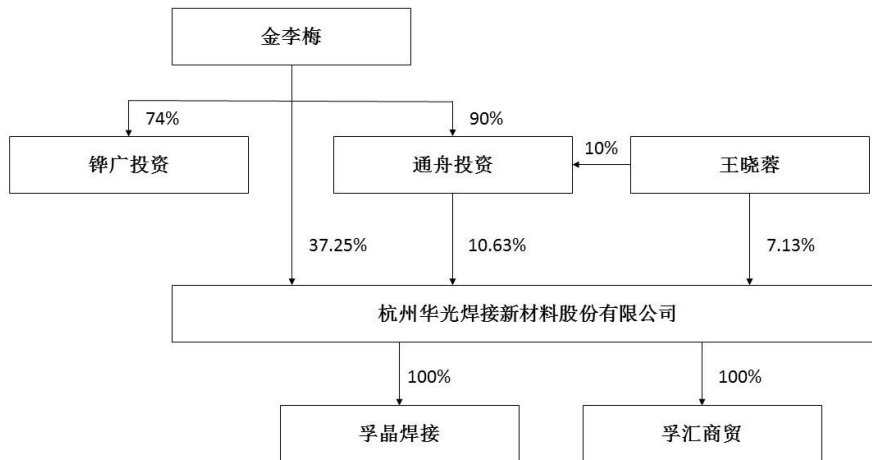 金李梅
74%
90%
铧广投资
通舟投资
10%
王晓蓉
37.25%
10.63%
7.13%
杭州华光焊接新材料股份有限公司
100%
100%
孚晶焊接
孚汇商贸